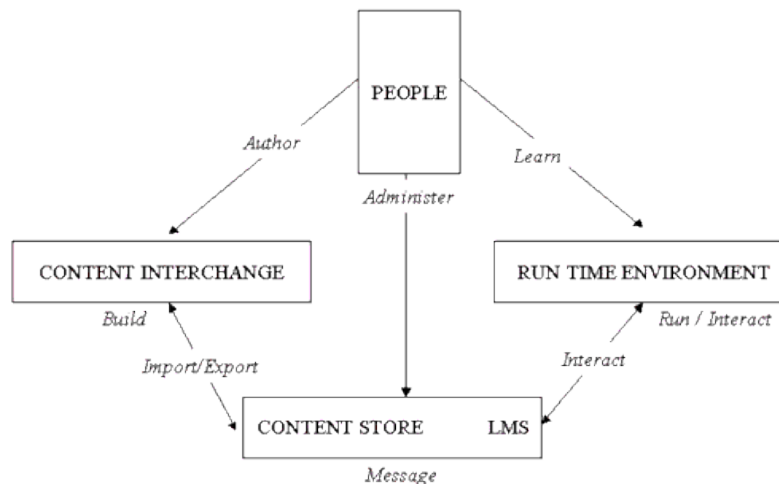 PEOPLE
Author
Learn
Administer
CONTENT INTERCHANGE
RUN TIME ENVIRONMENT
Build
Run / Interact
Import/Export
Interact
CONTENT STORE LMS
Message